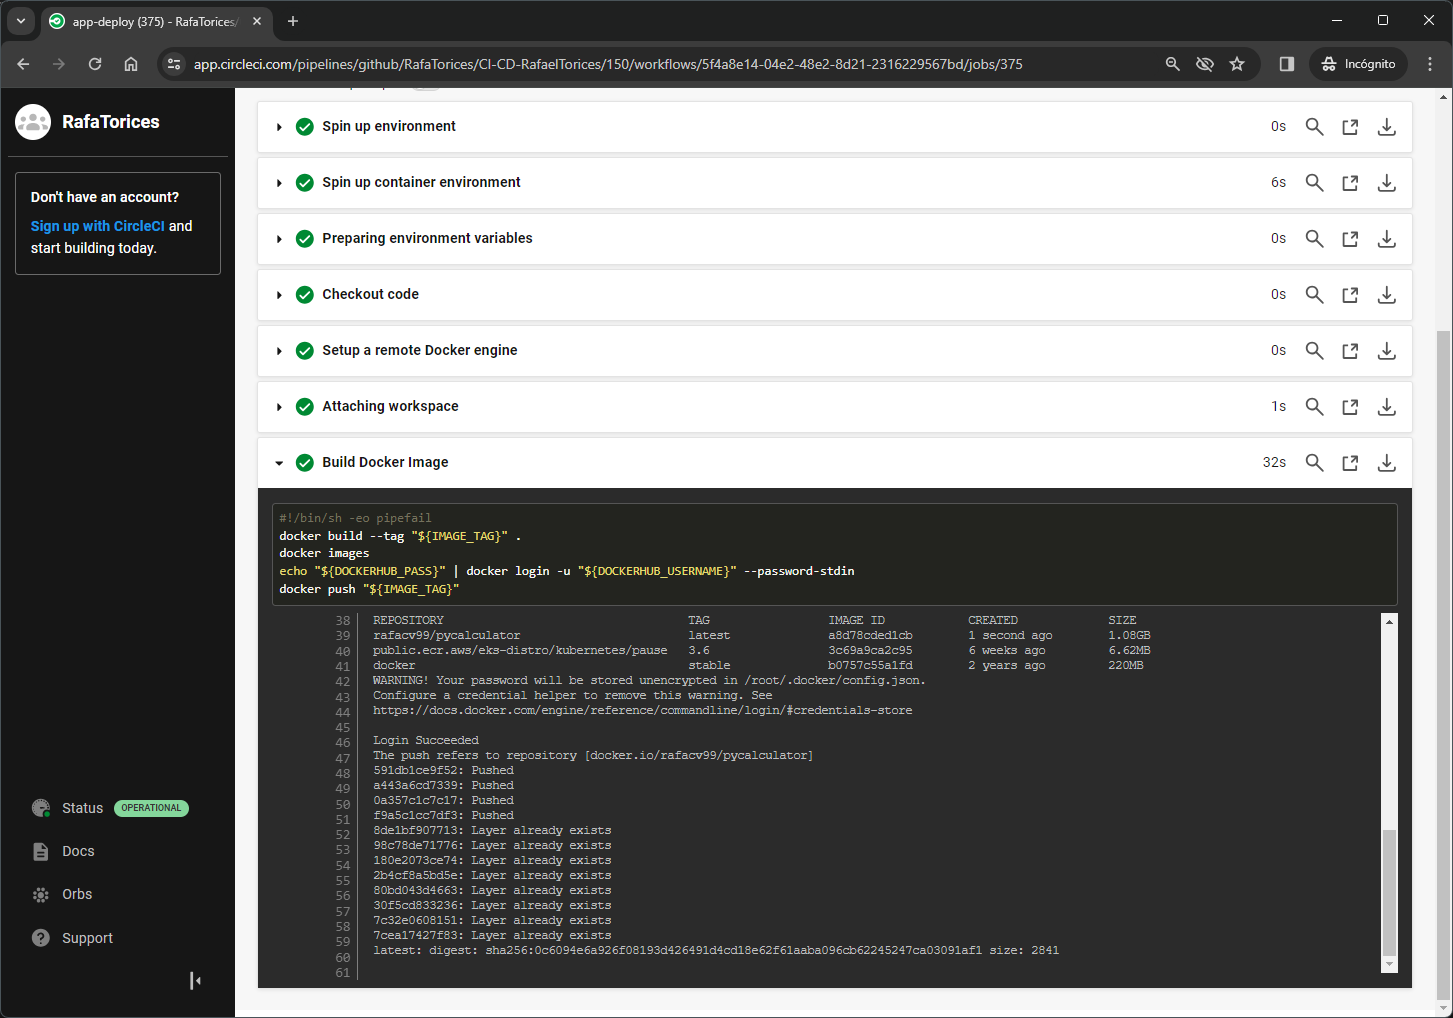 app-deploy (375) - RafaTorices/
app.circleci.com/pipelines/github/RafaTorices/CI-CD-RafaelTorices/150/workflows/5f4a8e14-04e2-48e2-8d21-2316229567bd/jobs/375
Incógnito
RafaTorices
Don't have an account?
Sign up with CircleCI and
start building today.
Status OPERATIONAL
Docs
Orbs
Support
Spin up environment 0s
Spin up container environment 6s
Preparing environment variables 0s
Checkout code 0s
Setup a remote Docker engine 0s
Attaching workspace 1s
Build Docker Image 32s
#!/bin/sh -eo pipefail
docker build --tag "${IMAGE_TAG}" .
docker images
echo "${DOCKERHUB_PASS}" | docker login -u "${DOCKERHUB_USERNAME}" --password-stdin
docker push "${IMAGE_TAG}"
38 REPOSITORY TAG IMAGE ID CREATED SIZE
39 rafacv99/pycalculator latest a8d78cded1cb 1 second ago 1.08GB
40 public.ecr.aws/eks-distro/kubernetes/pause 3.6 3c69a9ca2c95 6 weeks ago 6.62MB
41 docker stable b0757c55a1fd 2 years ago 220MB
42 WARNING! Your password will be stored unencrypted in /root/.docker/config.json.
43 Configure a credential helper to remove this warning. See
44 https://docs.docker.com/engine/reference/commandline/login/#credentials-store
45
46 Login Succeeded
47 The push refers to repository [docker.io/rafacv99/pycalculator]
48 591db1ce9f52: Pushed
49 a443a6cd7339: Pushed
50 0a357c1c7c17: Pushed
51 f9a5c1cc7df3: Pushed
52 8de1bf907713: Layer already exists
53 98c78de71776: Layer already exists
54 180e2073ce74: Layer already exists
55 2b4cf8a5bd5e: Layer already exists
56 80bd043d4663: Layer already exists
57 30f5cd833236: Layer already exists
58 7c32e0608151: Layer already exists
59 7cea17427f83: Layer already exists
60 latest: digest: sha256:0c6094e6a926f08193d426491d4cd18e62f61aaba096cb62245247ca03091af1 size: 2841
61